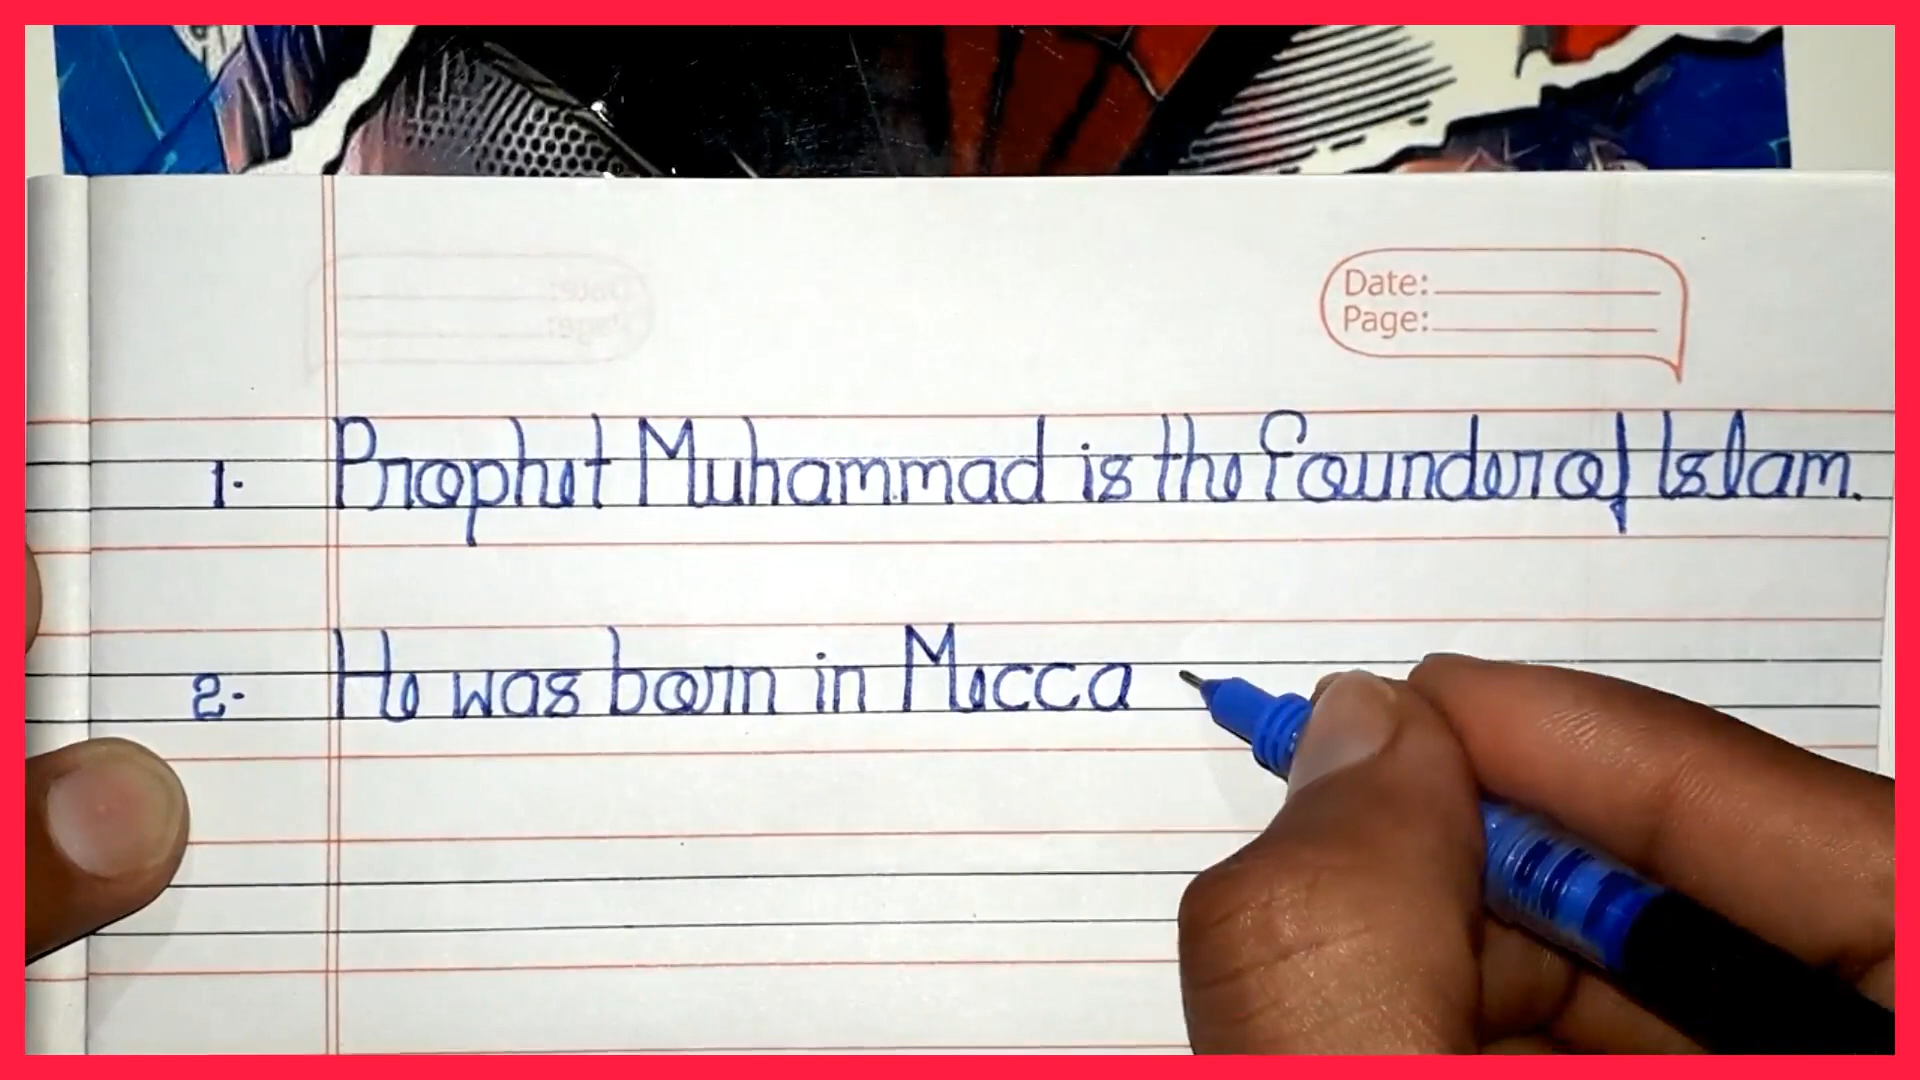 Date:
Page:
1. Prophet Muhammad is the founder of Islam.
2. He was born in Mecca